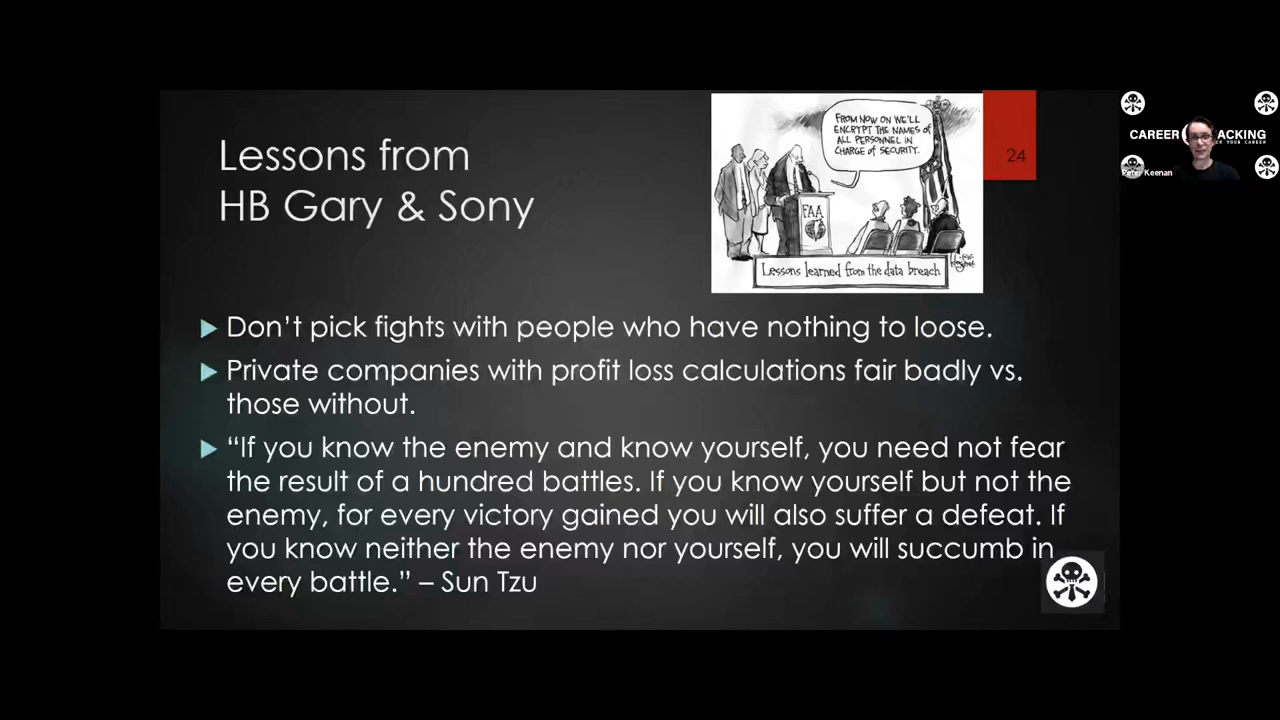 Lessons from
HB Gary & Sony
FROM NOW ON WE'LL
ENCRYPT THE NAMES OF
ALL PERSONNEL IN
CHARGE OF SECURITY.
FAA
Lessons learned from the data breach
24
Don't pick fights with people who have nothing to loose.
Private companies with profit loss calculations fair badly vs.
those without.
“If you know the enemy and know yourself, you need not fear
the result of a hundred battles. If you know yourself but not the
enemy, for every victory gained you will also suffer a defeat. If
you know neither the enemy nor yourself, you will succumb in
every battle.” – Sun Tzu
CAREER ACKING
YOUR CAREER
Peter Keenan